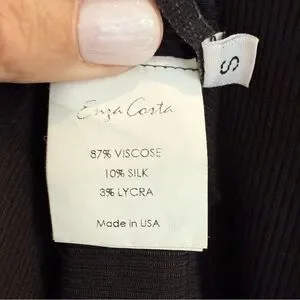 S
Enza Costa
87% VISCOSE
10% SILK
3% LYCRA
Made in USA